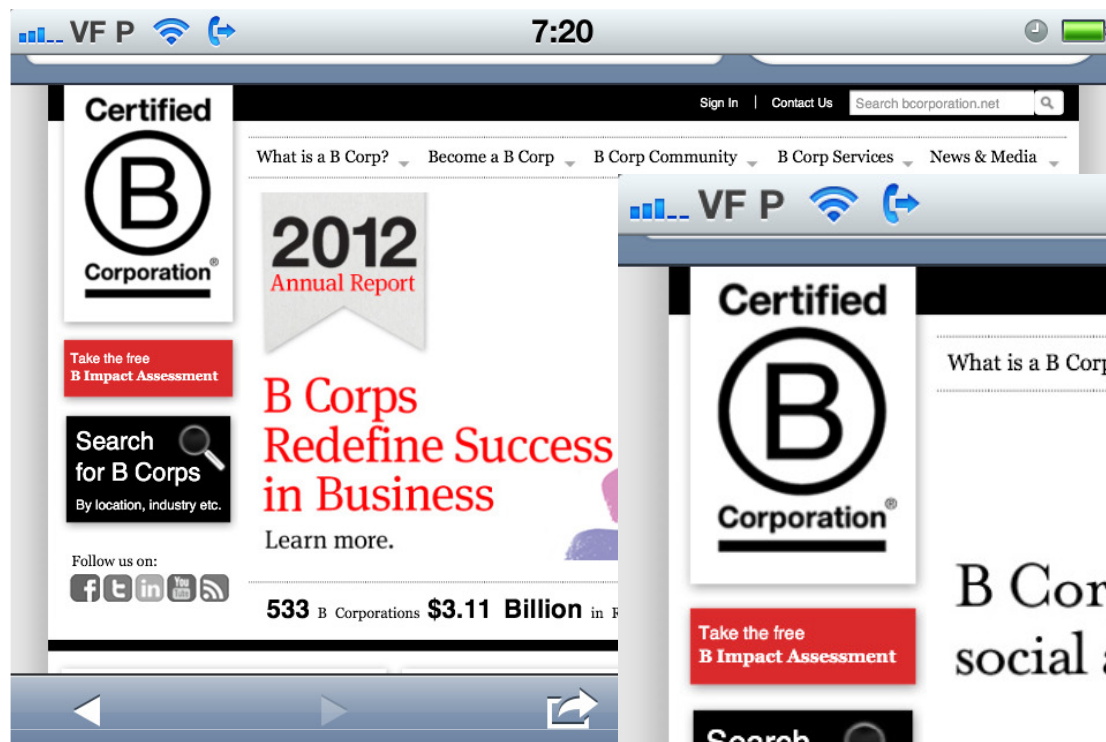 VF P
7:20
Certified
B
Corporation®
Sign In | Contact Us
Search bcorporation.net
What is a B Corp?
Become a B Corp
B Corp Community
B Corp Services
News & Media
2012
Annual Report
Take the free
B Impact Assessment
B Corps
Redefine Success
in Business
Learn more.
Search
for B Corps
By location, industry etc.
Follow us on:
f t in You Tube
533 B Corporations $3.11 Billion in
VF P
Certified
B
Corporation®
What is a B Corp
Take the free
B Impact Assessment
B Cor
social
Search